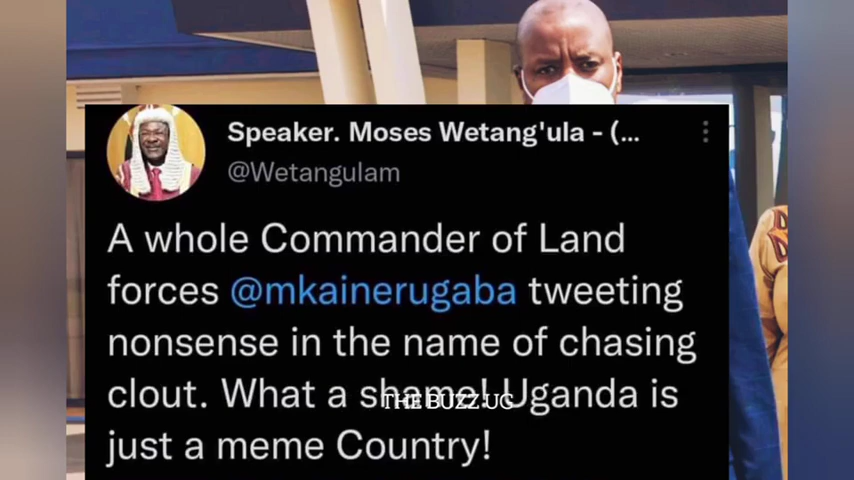 Speaker. Moses Wetang'ula - (...
@Wetangulam
A whole Commander of Land
forces @mkainerugaba tweeting
nonsense in the name of chasing
clout. What a shame! Uganda is
just a meme Country!
THE BUZZ UG